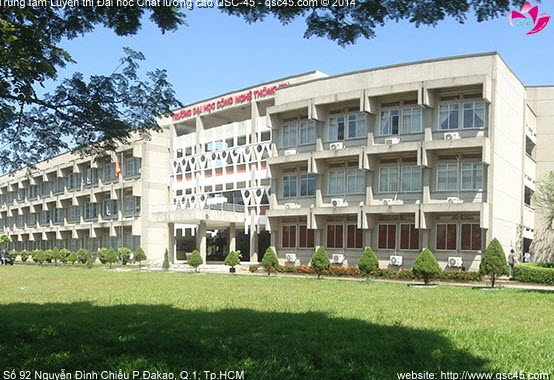 Trung tâm Luyện thi Đại học Chất lượng cao QSC-45 - qsc45.com © 2014
TRƯỜNG ĐẠI HỌC CÔNG NGHỆ THÔNG TIN
Số 92 Nguyễn Đình Chiểu P.Đakao, Q.1, Tp.HCM
website: http://www.qsc45.com